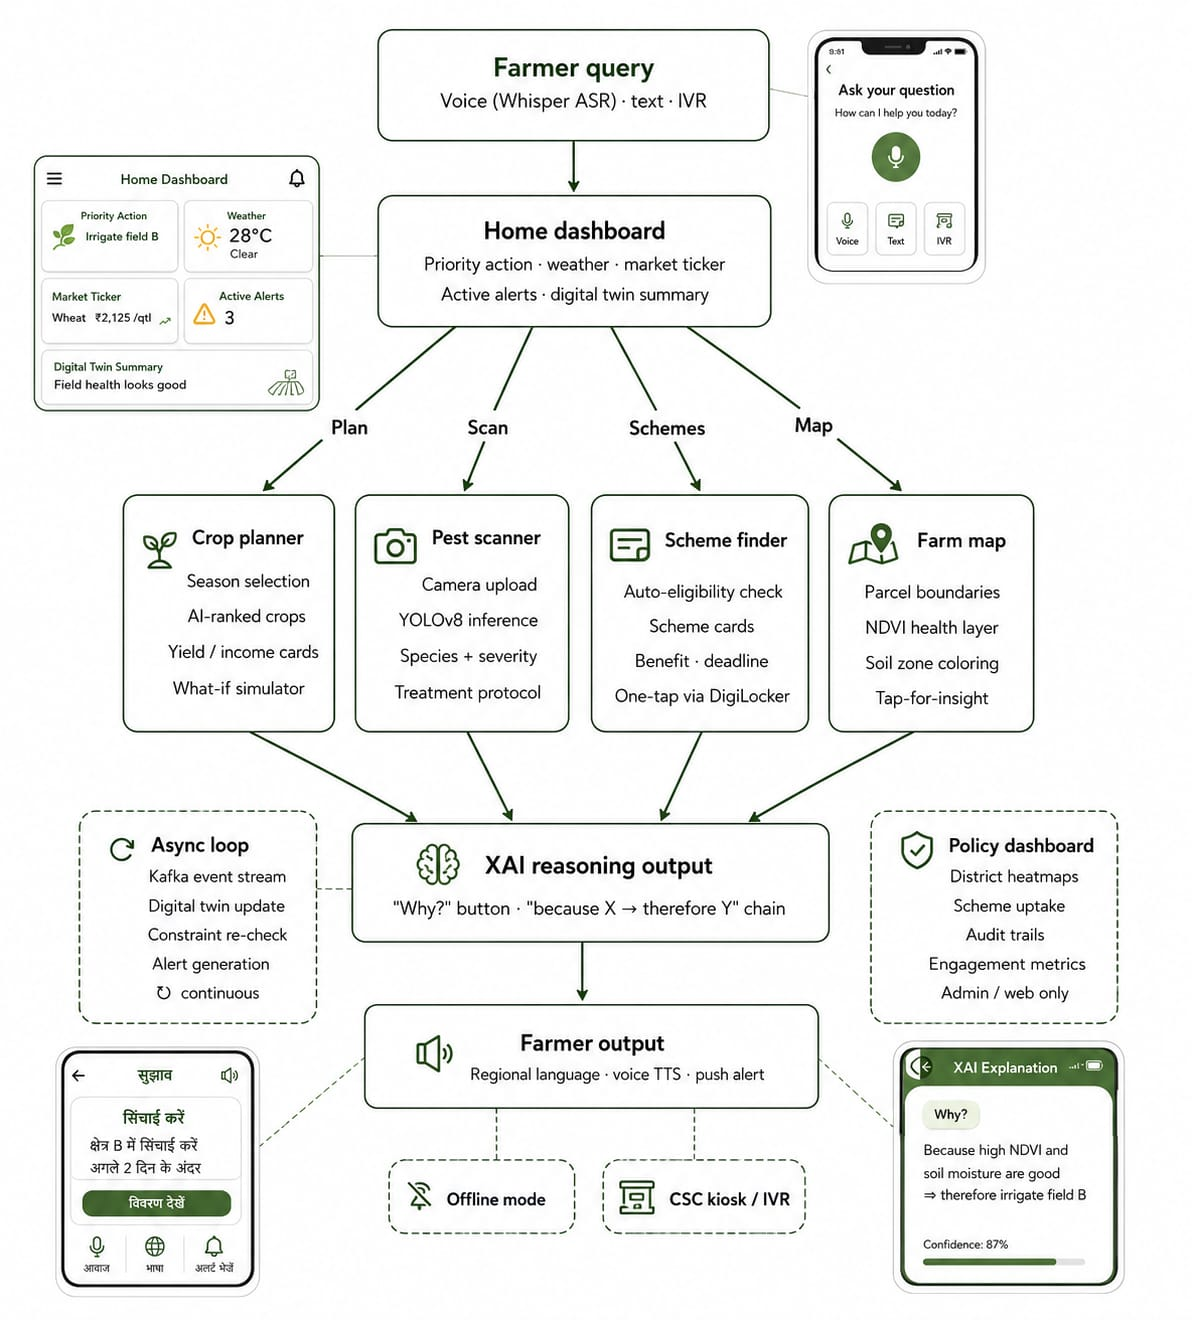 Farmer query
Voice (Whisper ASR) · text · IVR
9:61
Ask your question
How can I help you today?
Voice
Text
IVR
Home Dashboard
Priority Action
Irrigate field B
Weather
28°C
Clear
Market Ticker
Wheat ₹2,125 /qtl
Active Alerts
3
Digital Twin Summary
Field health looks good
Home dashboard
Priority action · weather · market ticker
Active alerts · digital twin summary
Plan
Scan
Schemes
Map
Crop planner
Season selection
AI-ranked crops
Yield / income cards
What-if simulator
Pest scanner
Camera upload
YOLOv8 inference
Species + severity
Treatment protocol
Scheme finder
Auto-eligibility check
Scheme cards
Benefit · deadline
One-tap via DigiLocker
Farm map
Parcel boundaries
NDVI health layer
Soil zone coloring
Tap-for-insight
Async loop
Kafka event stream
Digital twin update
Constraint re-check
Alert generation
↻ continuous
XAI reasoning output
"Why?" button · "because X → therefore Y" chain
Policy dashboard
District heatmaps
Scheme uptake
Audit trails
Engagement metrics
Admin / web only
Farmer output
Regional language · voice TTS · push alert
सुझाव
सिंचाई करें
क्षेत्र B में सिंचाई करें
अगले 2 दिन के अंदर
विवरण देखें
आवाज
भाषा
अलर्ट भेजें
Offline mode
CSC kiosk / IVR
XAI Explanation
Why?
Because high NDVI and
soil moisture are good
⇒ therefore irrigate field B
Confidence: 87%